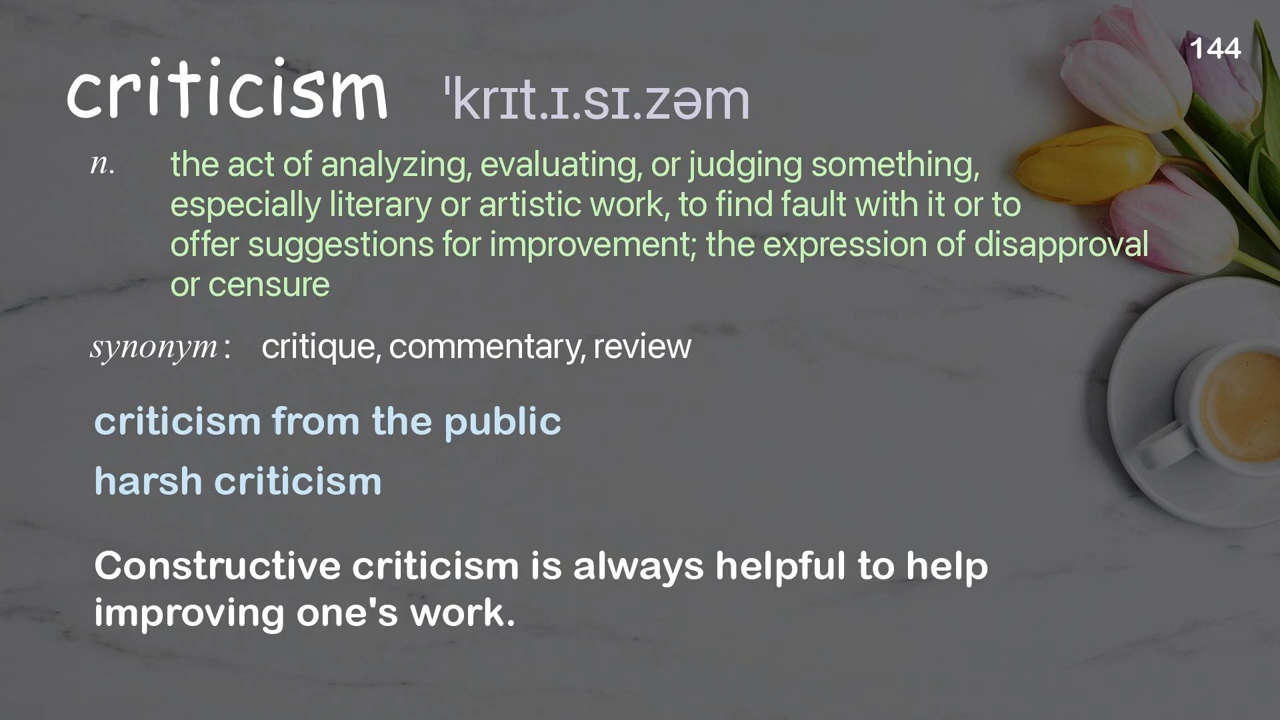 144
criticism ˈkrɪt.ɪ.sɪ.zəm
n. the act of analyzing, evaluating, or judging something,
especially literary or artistic work, to find fault with it or to
offer suggestions for improvement; the expression of disapproval
or censure
synonym: critique, commentary, review
criticism from the public
harsh criticism
Constructive criticism is always helpful to help
improving one's work.